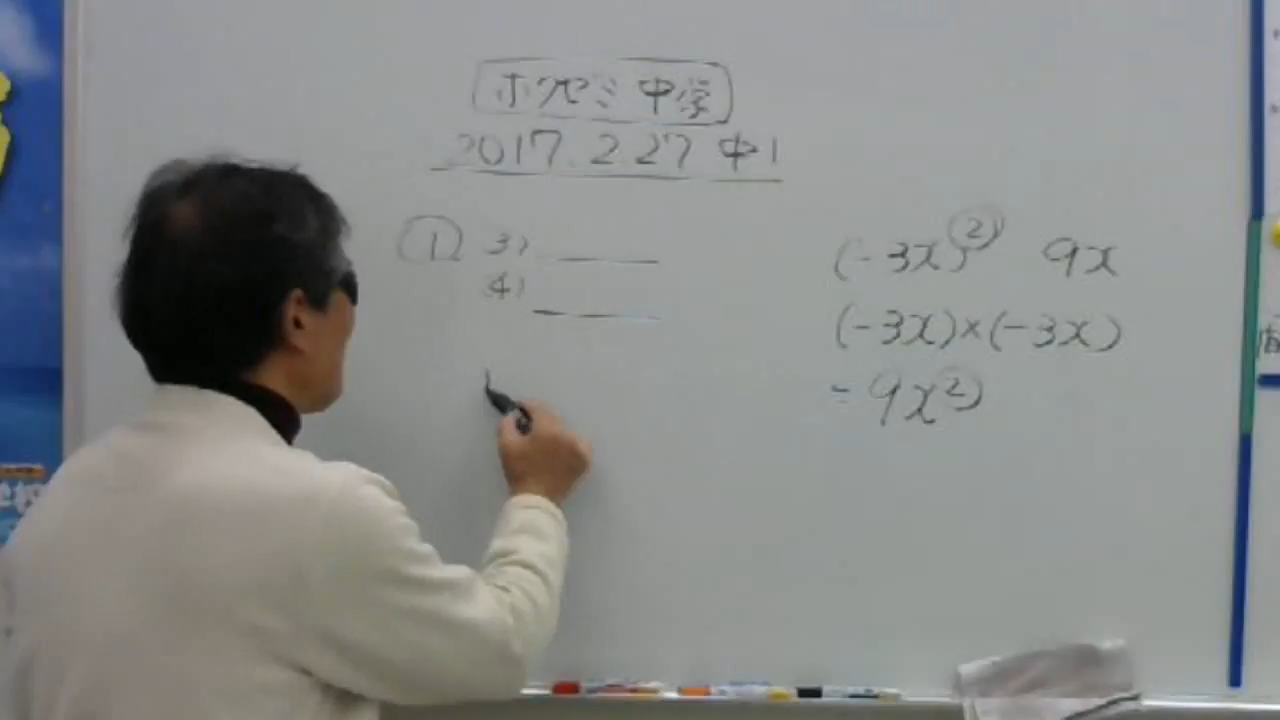 ホクゼミ 中学
2017. 2 27 中1
① 3)
4)
(-3x)② 9x
(-3x)×(-3x)
= 9x²